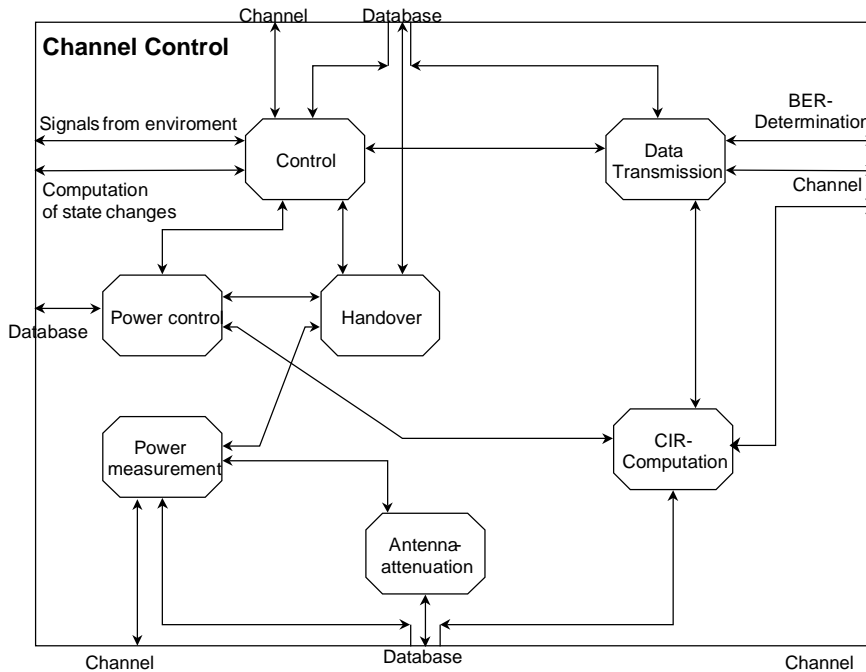 Channel
Database
Channel Control
Signals from enviroment
Computation
of state changes
Control
Data
Transmission
BER-
Determination
Channel
Database
Power control
Handover
Power
measurement
CIR-
Computation
Antenna-
attenuation
Channel
Database
Channel